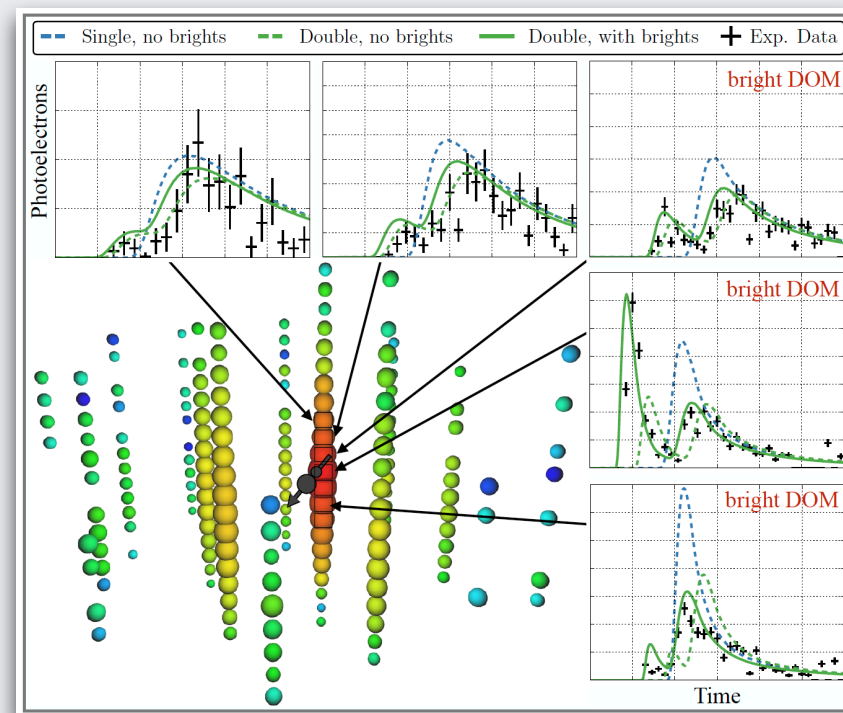 Single, no brights
Double, no brights
Double, with brights
Exp. Data
Photoelectrons
bright DOM
bright DOM
bright DOM
Time